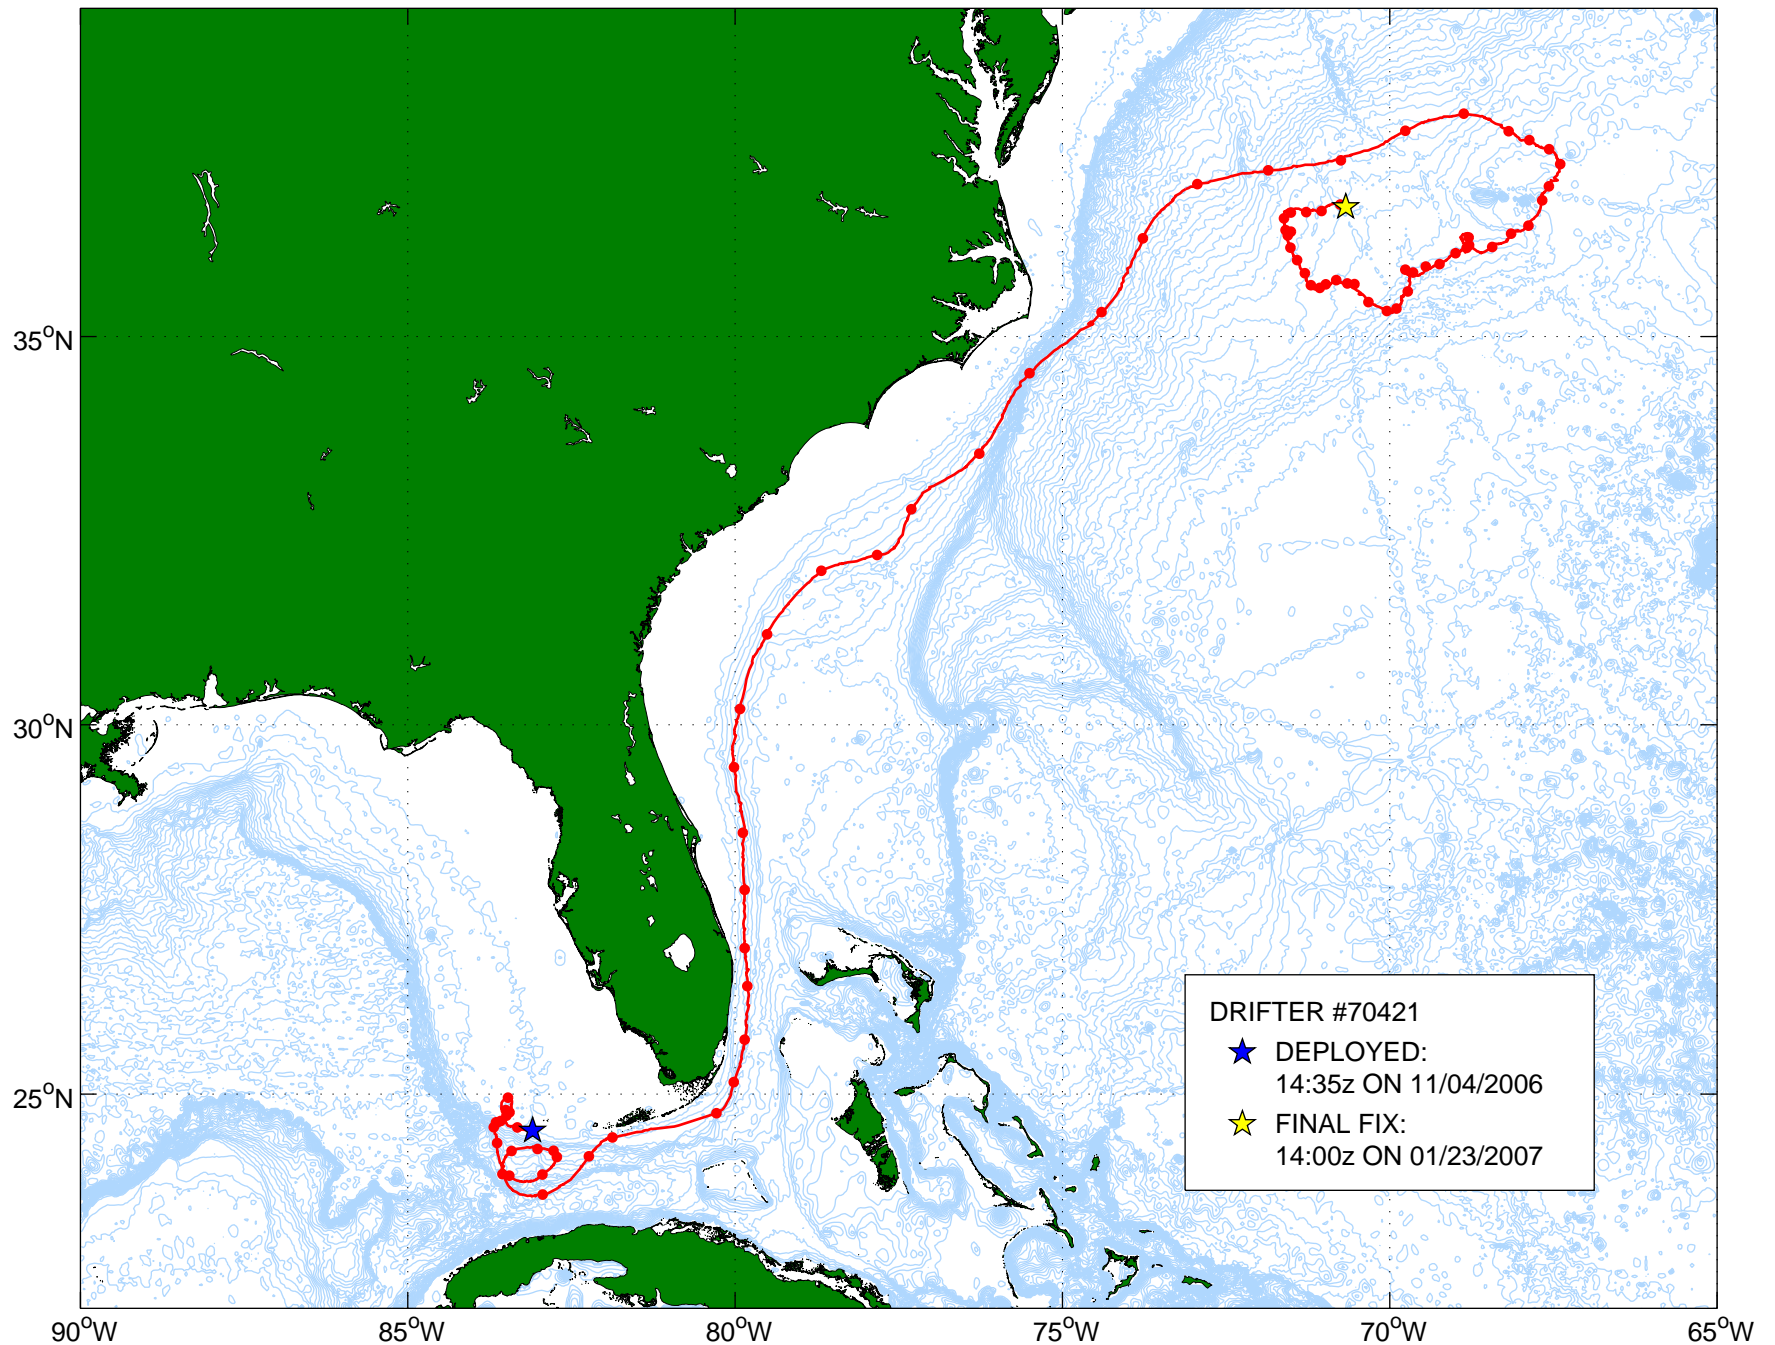 35°N
30°N
25°N
90°W
85°W
80°W
75°W
70°W
65°W
DRIFTER #70421
DEPLOYED:
14:35z ON 11/04/2006
FINAL FIX:
14:00z ON 01/23/2007